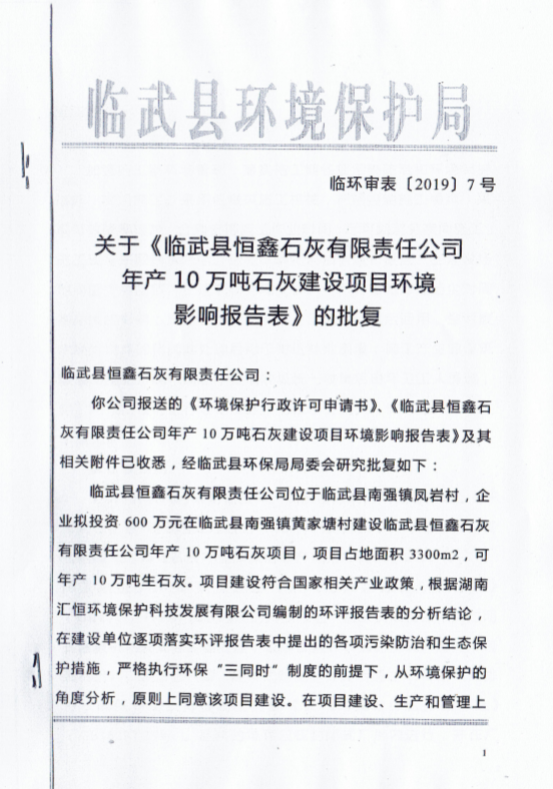 临武县环境保护局
临环审表〔2019〕7号
关于《临武县恒鑫石灰有限责任公司
年产 10 万吨石灰建设项目环境
影响报告表》的批复
临武县恒鑫石灰有限责任公司：
你公司报送的《环境保护行政许可申请书》、《临武县恒鑫石
灰有限责任公司年产 10 万吨石灰建设项目环境影响报告表》及其
相关附件已收悉，经临武县环保局局委会研究批复如下：
临武县恒鑫石灰有限责任公司位于临武县南强镇凤岩村，企
业拟投资 600 万元在临武县南强镇黄家塘村建设临武县恒鑫石灰
有限责任公司年产 10 万吨石灰项目，项目占地面积 3300m2，可
年产 10 万吨生石灰。项目建设符合国家相关产业政策，根据湖南
汇恒环境保护科技发展有限公司编制的环评报告表的分析结论，
在建设单位逐项落实环评报告表中提出的各项污染防治和生态保
护措施，严格执行环保“三同时“制度的前提下，从环境保护的
角度分析，原则上同意该项目建设。在项目建设、生产和管理上
1